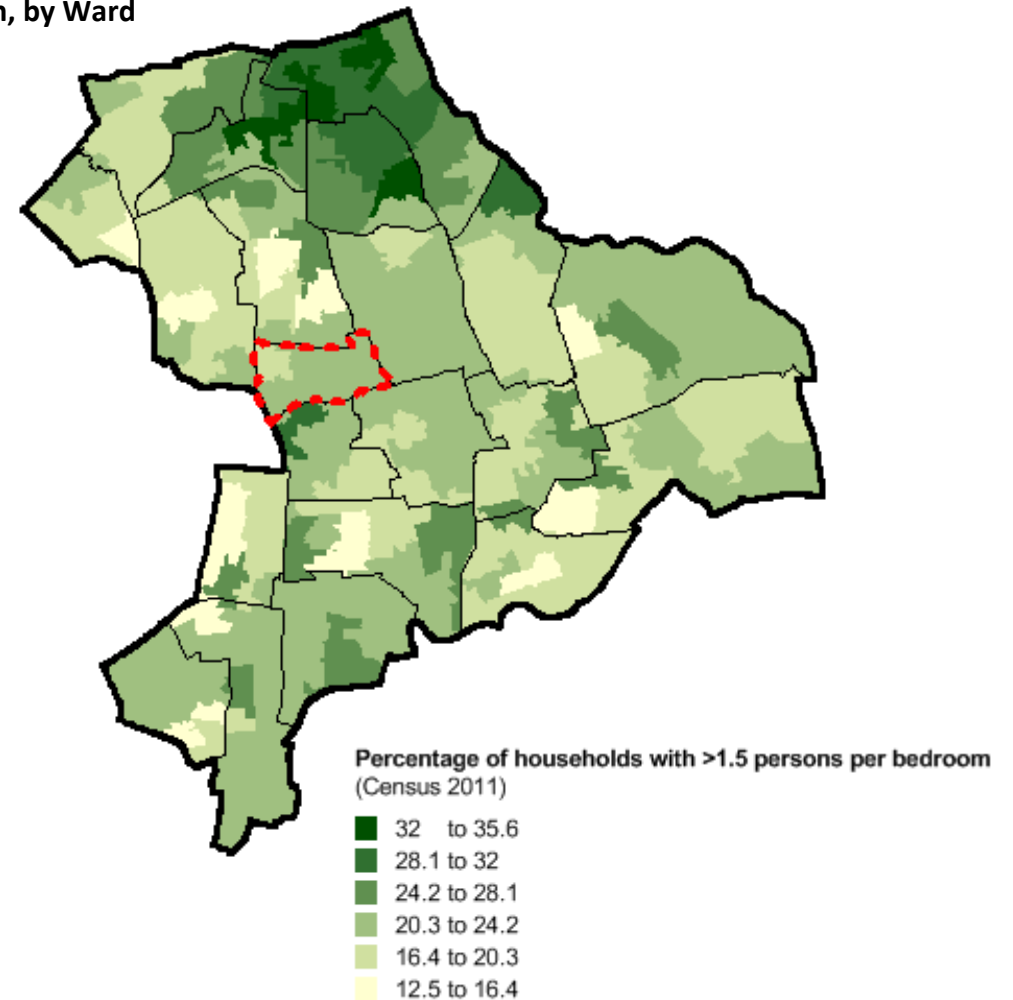 , by Ward
Percentage of households with >1.5 persons per bedroom
(Census 2011)
32 to 35.6
28.1 to 32
24.2 to 28.1
20.3 to 24.2
16.4 to 20.3
12.5 to 16.4